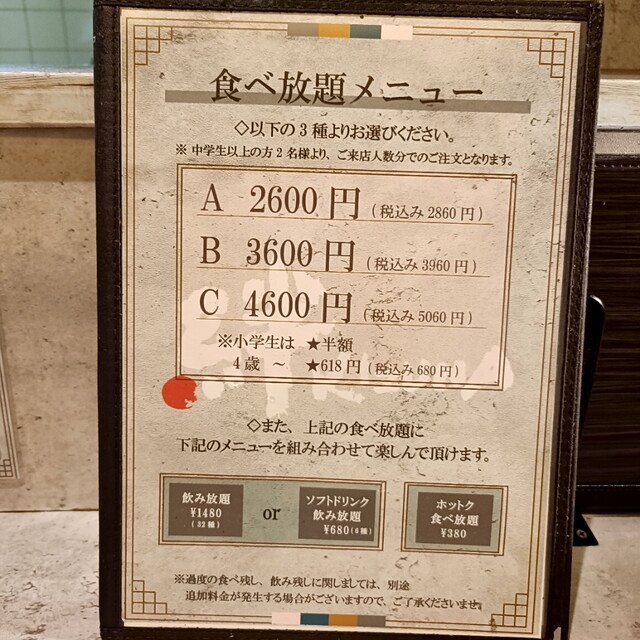 食べ放題メニュー
◇以下の3種よりお選びください。
※ 中学生以上の方2名様より、ご来店人数分でのご注文となります。
A 2600円(税込み2860円)
B 3600円(税込み3960円)
C 4600円(税込み5060円)
※小学生は ★半額
4歳 ～ ★618円(税込み680円)
◇また、上記の食べ放題に
下記のメニューを組み合わせて楽しんで頂けます。
飲み放題
¥1480
(32種)
or
ソフトドリンク
飲み放題
¥680(6種)
ホットク
食べ放題
¥380
※過度の食べ残し、飲み残しに関しましては、別途
追加料金が発生する場合がございますので、ご了承くださいませ。